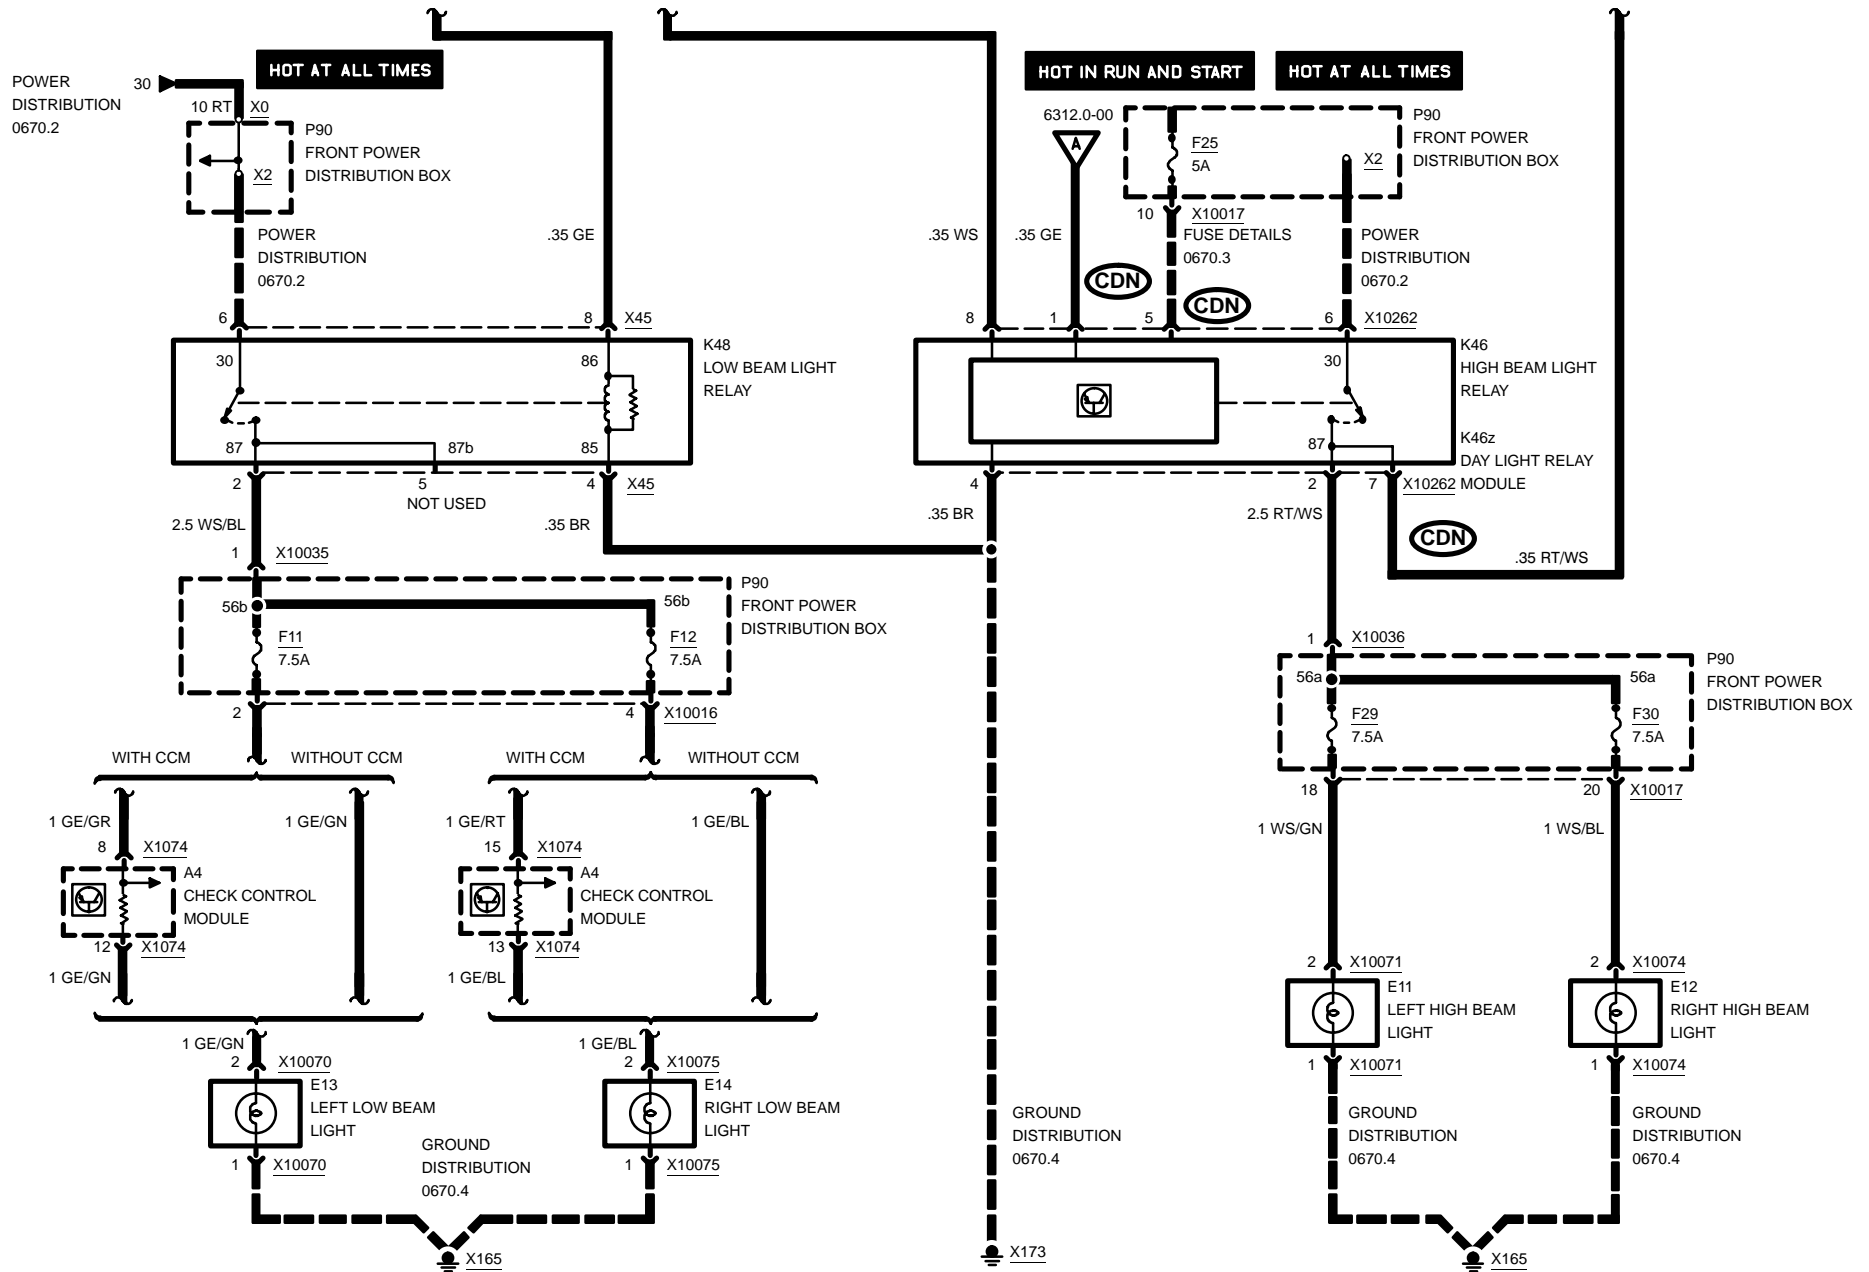 POWER
DISTRIBUTION
0670.2
30
HOT AT ALL TIMES
10 RT
X0
P90
FRONT POWER
DISTRIBUTION BOX
X2
POWER
DISTRIBUTION
0670.2
.35 GE
6
8
X45
30
86
K48
LOW BEAM LIGHT
RELAY
87
87b
85
2
5
4
X45
NOT USED
2.5 WS/BL
.35 BR
1
X10035
56b
56b
P90
FRONT POWER
DISTRIBUTION BOX
F11
7.5A
F12
7.5A
2
4
X10016
WITH CCM
WITHOUT CCM
WITH CCM
WITHOUT CCM
1 GE/GR
1 GE/GN
1 GE/RT
1 GE/BL
8
X1074
15
X1074
A4
CHECK CONTROL
MODULE
A4
CHECK CONTROL
MODULE
12
X1074
13
X1074
1 GE/GN
1 GE/BL
1 GE/GN
1 GE/BL
2
X10070
2
X10075
E13
LEFT LOW BEAM
LIGHT
E14
RIGHT LOW BEAM
LIGHT
1
X10070
1
X10075
GROUND
DISTRIBUTION
0670.4
X165
HOT IN RUN AND START
HOT AT ALL TIMES
6312.0-00
A
F25
5A
X2
P90
FRONT POWER
DISTRIBUTION BOX
10
X10017
FUSE DETAILS
0670.3
POWER
DISTRIBUTION
0670.2
.35 WS
.35 GE
CDN
CDN
8
1
5
6
X10262
30
K46
HIGH BEAM LIGHT
RELAY
87
K46z
DAY LIGHT RELAY
MODULE
4
2
7
X10262
.35 BR
2.5 RT/WS
CDN
.35 RT/WS
1
X10036
56a
56a
P90
FRONT POWER
DISTRIBUTION BOX
F29
7.5A
F30
7.5A
18
20
X10017
1 WS/GN
1 WS/BL
2
X10071
2
X10074
E11
LEFT HIGH BEAM
LIGHT
E12
RIGHT HIGH BEAM
LIGHT
1
X10071
1
X10074
GROUND
DISTRIBUTION
0670.4
GROUND
DISTRIBUTION
0670.4
GROUND
DISTRIBUTION
0670.4
X173
X165